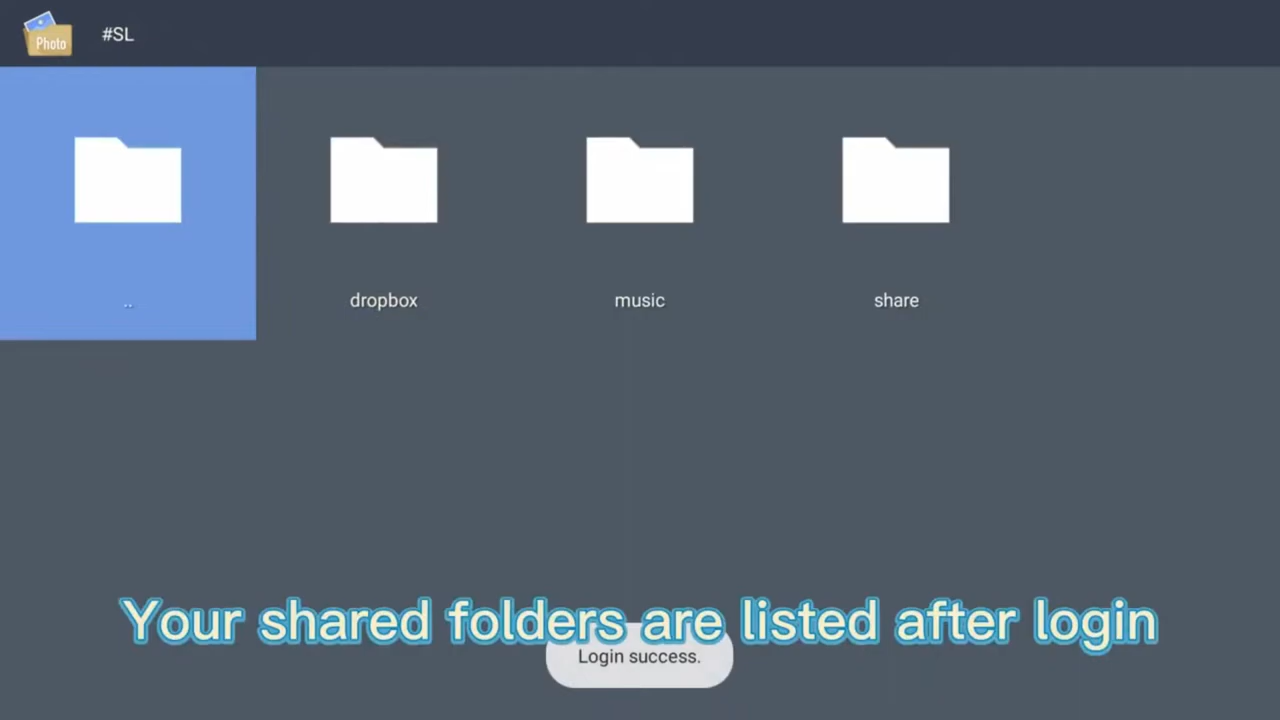 Photo
#SL
..
dropbox
music
share
Your shared folders are listed after login
Login success.